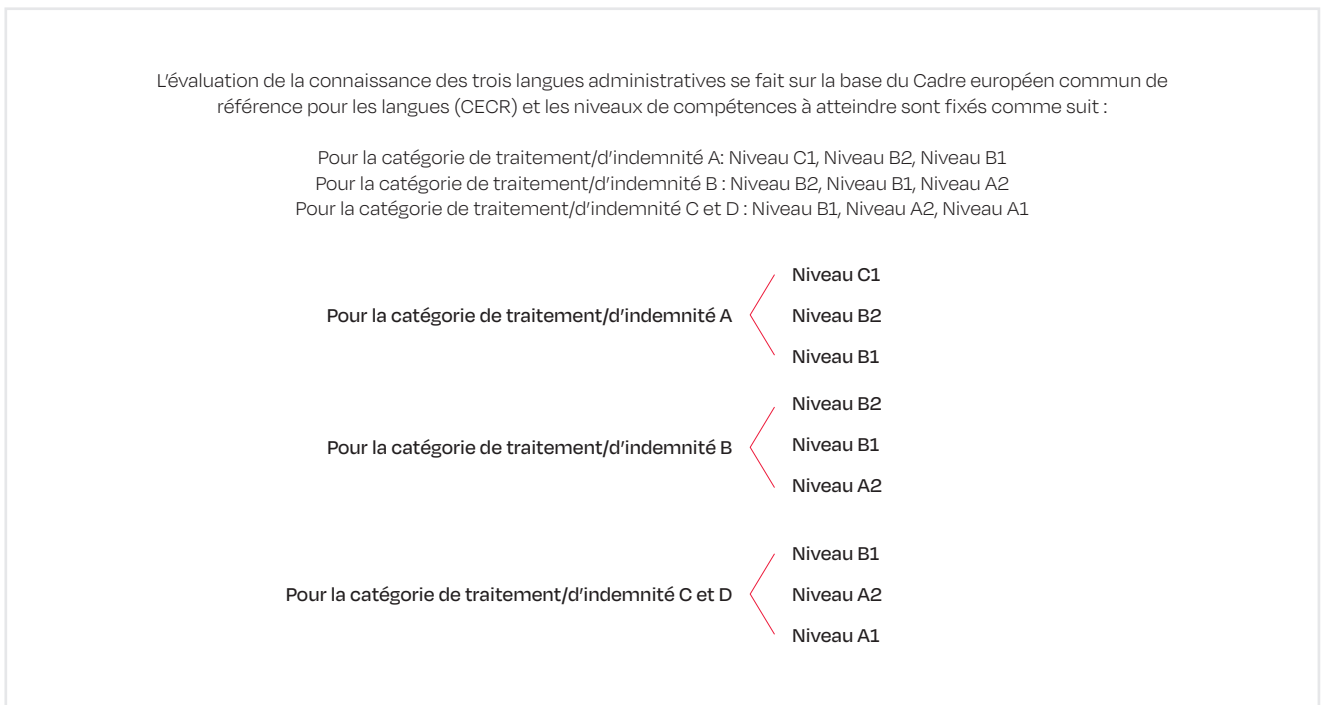 L'évaluation de la connaissance des trois langues administratives se fait sur la base du Cadre européen commun de
référence pour les langues (CECR) et les niveaux de compétences à atteindre sont fixés comme suit :
Pour la catégorie de traitement/d'indemnité A: Niveau C1, Niveau B2, Niveau B1
Pour la catégorie de traitement/d'indemnité B : Niveau B2, Niveau B1, Niveau A2
Pour la catégorie de traitement/d'indemnité C et D : Niveau B1, Niveau A2, Niveau A1
Pour la catégorie de traitement/d'indemnité A
Niveau C1
Niveau B2
Niveau B1
Pour la catégorie de traitement/d'indemnité B
Niveau B2
Niveau B1
Niveau A2
Pour la catégorie de traitement/d'indemnité C et D
Niveau B1
Niveau A2
Niveau A1